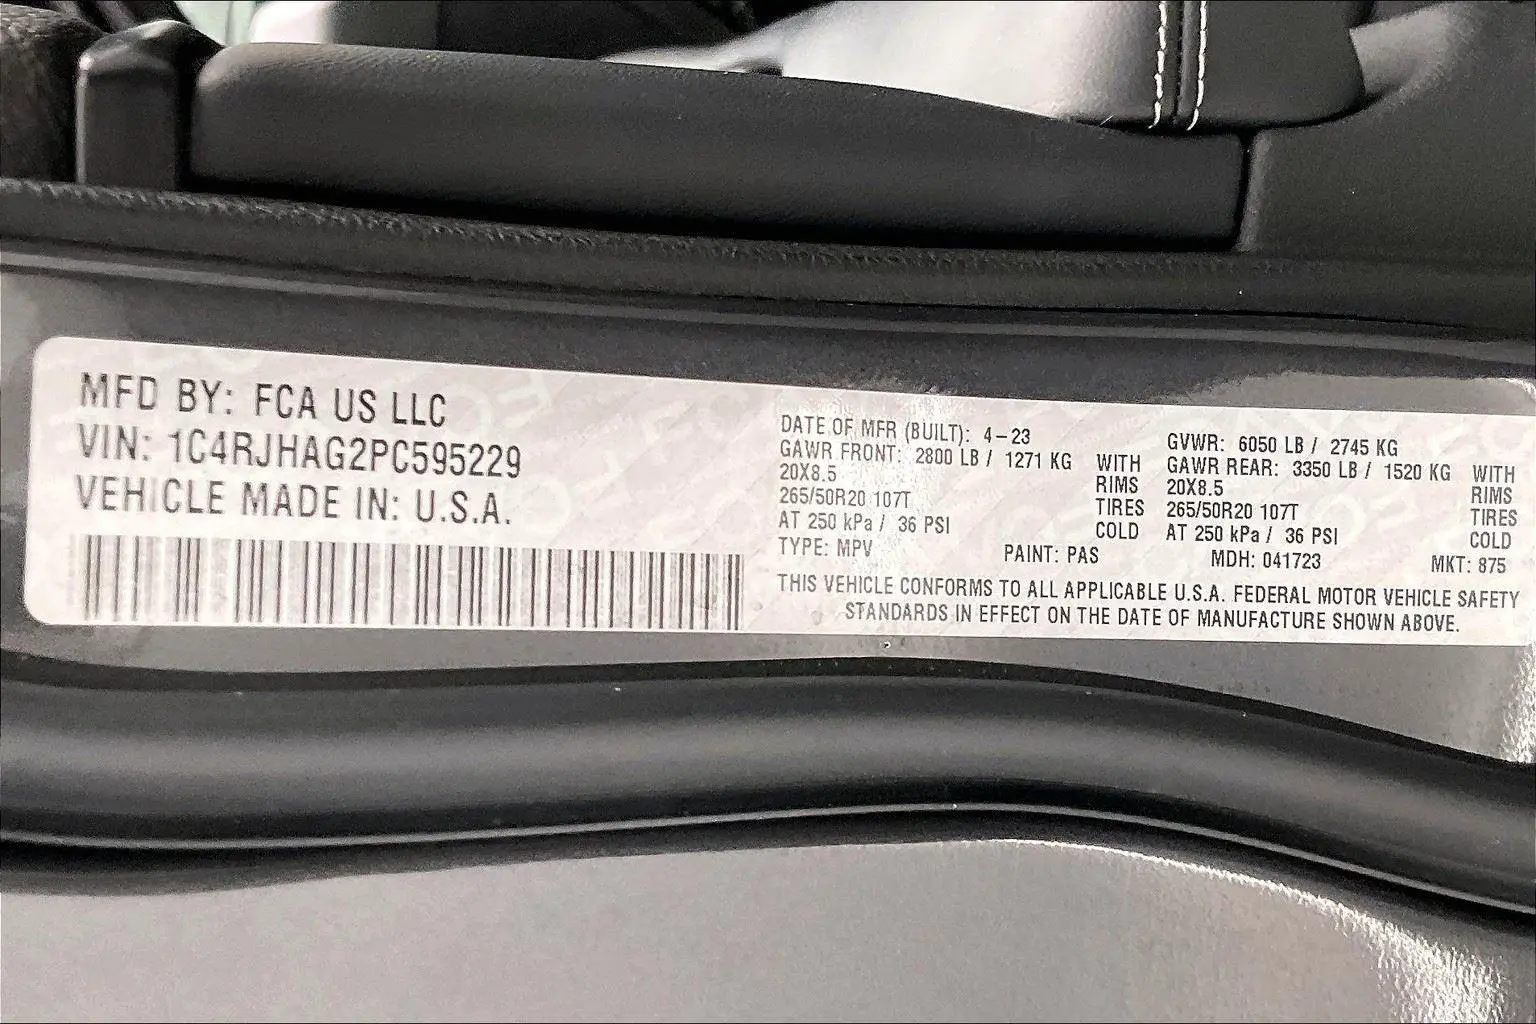 MFD BY: FCA US LLC
VIN: 1C4RJHAG2PC595229
VEHICLE MADE IN: U.S.A.
DATE OF MFR (BUILT): 4-23
GAWR FRONT: 2800 LB / 1271 KG WITH
20X8.5 RIMS
265/50R20 107T TIRES
AT 250 kPa / 36 PSI COLD
GVWR: 6050 LB / 2745 KG
GAWR REAR: 3350 LB / 1520 KG WITH
20X8.5 RIMS
265/50R20 107T TIRES
AT 250 kPa / 36 PSI COLD
TYPE: MPV PAINT: PAS MDH: 041723 MKT: 875
THIS VEHICLE CONFORMS TO ALL APPLICABLE U.S.A. FEDERAL MOTOR VEHICLE SAFETY
STANDARDS IN EFFECT ON THE DATE OF MANUFACTURE SHOWN ABOVE.